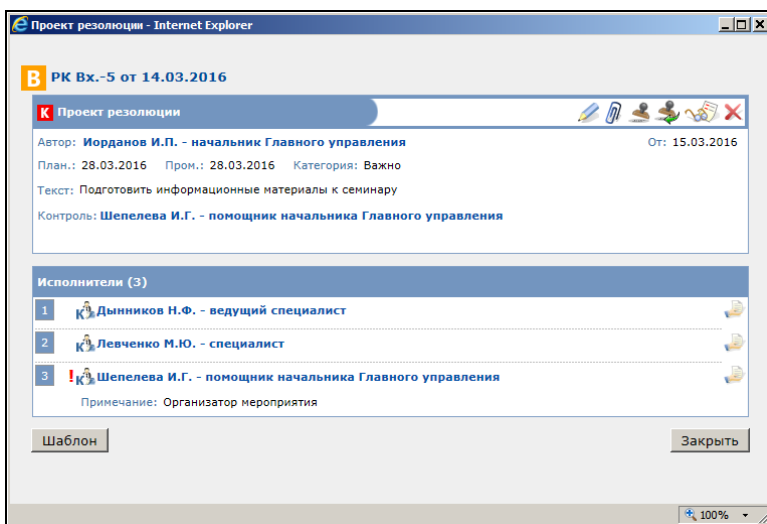 Проект резолюции - Internet Explorer
В РК Вх.-5 от 14.03.2016
К Проект резолюции
Автор: Иорданов И.П. - начальник Главного управления От: 15.03.2016
План.: 28.03.2016 Пром.: 28.03.2016 Категория: Важно
Текст: Подготовить информационные материалы к семинару
Контроль: Шепелева И.Г. - помощник начальника Главного управления
Исполнители (3)
1 К Дынников Н.Ф. - ведущий специалист
2 К Левченко М.Ю. - специалист
3 ! К Шепелева И.Г. - помощник начальника Главного управления
Примечание: Организатор мероприятия
Шаблон Закрыть
100%